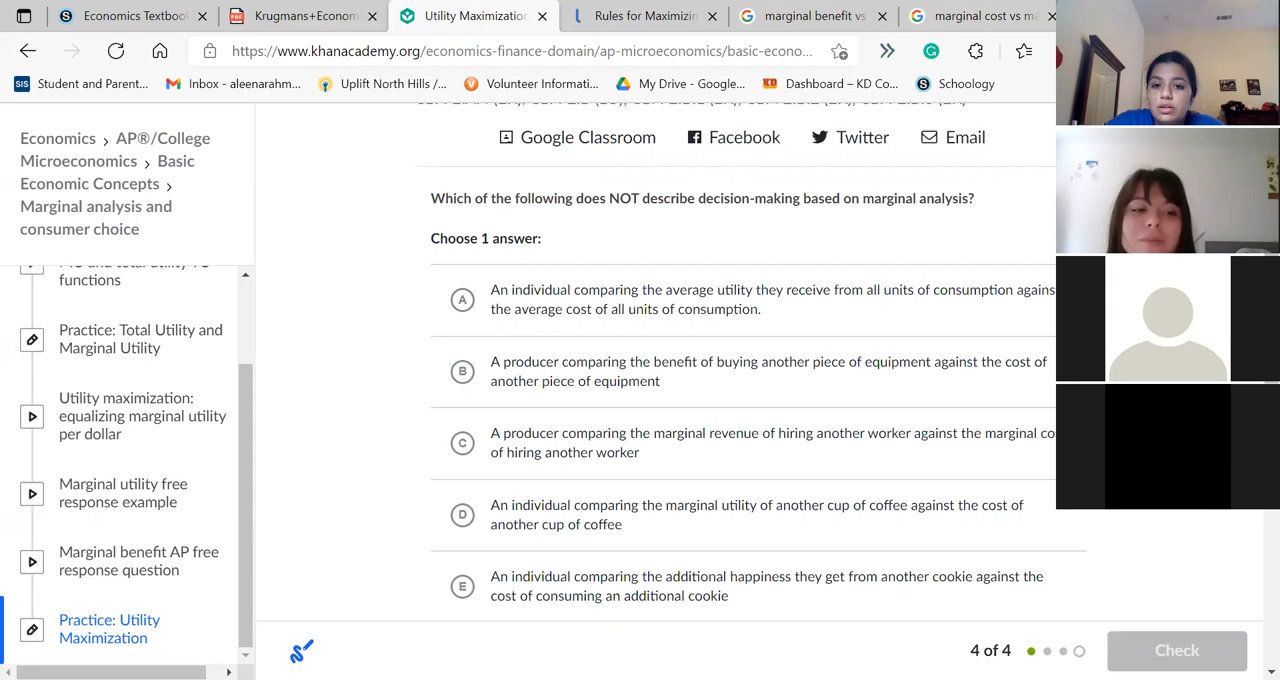 Economics Textboo
Krugmans+Econom
Utility Maximization
Rules for Maximizin
marginal benefit vs
marginal cost vs ma
https://www.khanacademy.org/economics-finance-domain/ap-microeconomics/basic-econo...
Student and Parent...
Inbox - aleenarahm...
Uplift North Hills /...
Volunteer Informati...
My Drive - Google...
Dashboard – KD Co...
Schoology
Economics > AP®/College
Microeconomics > Basic
Economic Concepts >
Marginal analysis and
consumer choice
functions
Practice: Total Utility and
Marginal Utility
Utility maximization:
equalizing marginal utility
per dollar
Marginal utility free
response example
Marginal benefit AP free
response question
Practice: Utility
Maximization
Google Classroom Facebook Twitter Email
Which of the following does NOT describe decision-making based on marginal analysis?
Choose 1 answer:
A An individual comparing the average utility they receive from all units of consumption agains
the average cost of all units of consumption.
B A producer comparing the benefit of buying another piece of equipment against the cost of
another piece of equipment
C A producer comparing the marginal revenue of hiring another worker against the marginal co
of hiring another worker
D An individual comparing the marginal utility of another cup of coffee against the cost of
another cup of coffee
E An individual comparing the additional happiness they get from another cookie against the
cost of consuming an additional cookie
4 of 4
Check